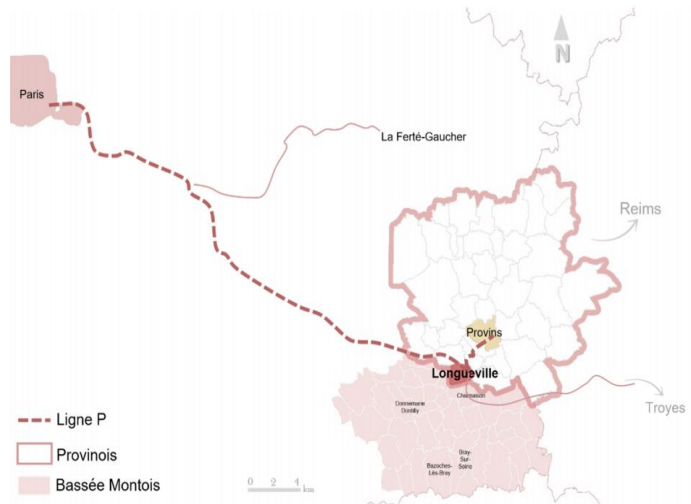 N
Paris
La Ferté-Gaucher
Reims
Provins
Longueville
Chalmaison
Donnemarie
Dontilly
Troyes
Bray-
Sur-
Seine
Bazoches-
Lès-Bray
Ligne P
Provinois
Bassée Montois
0 2 4 km